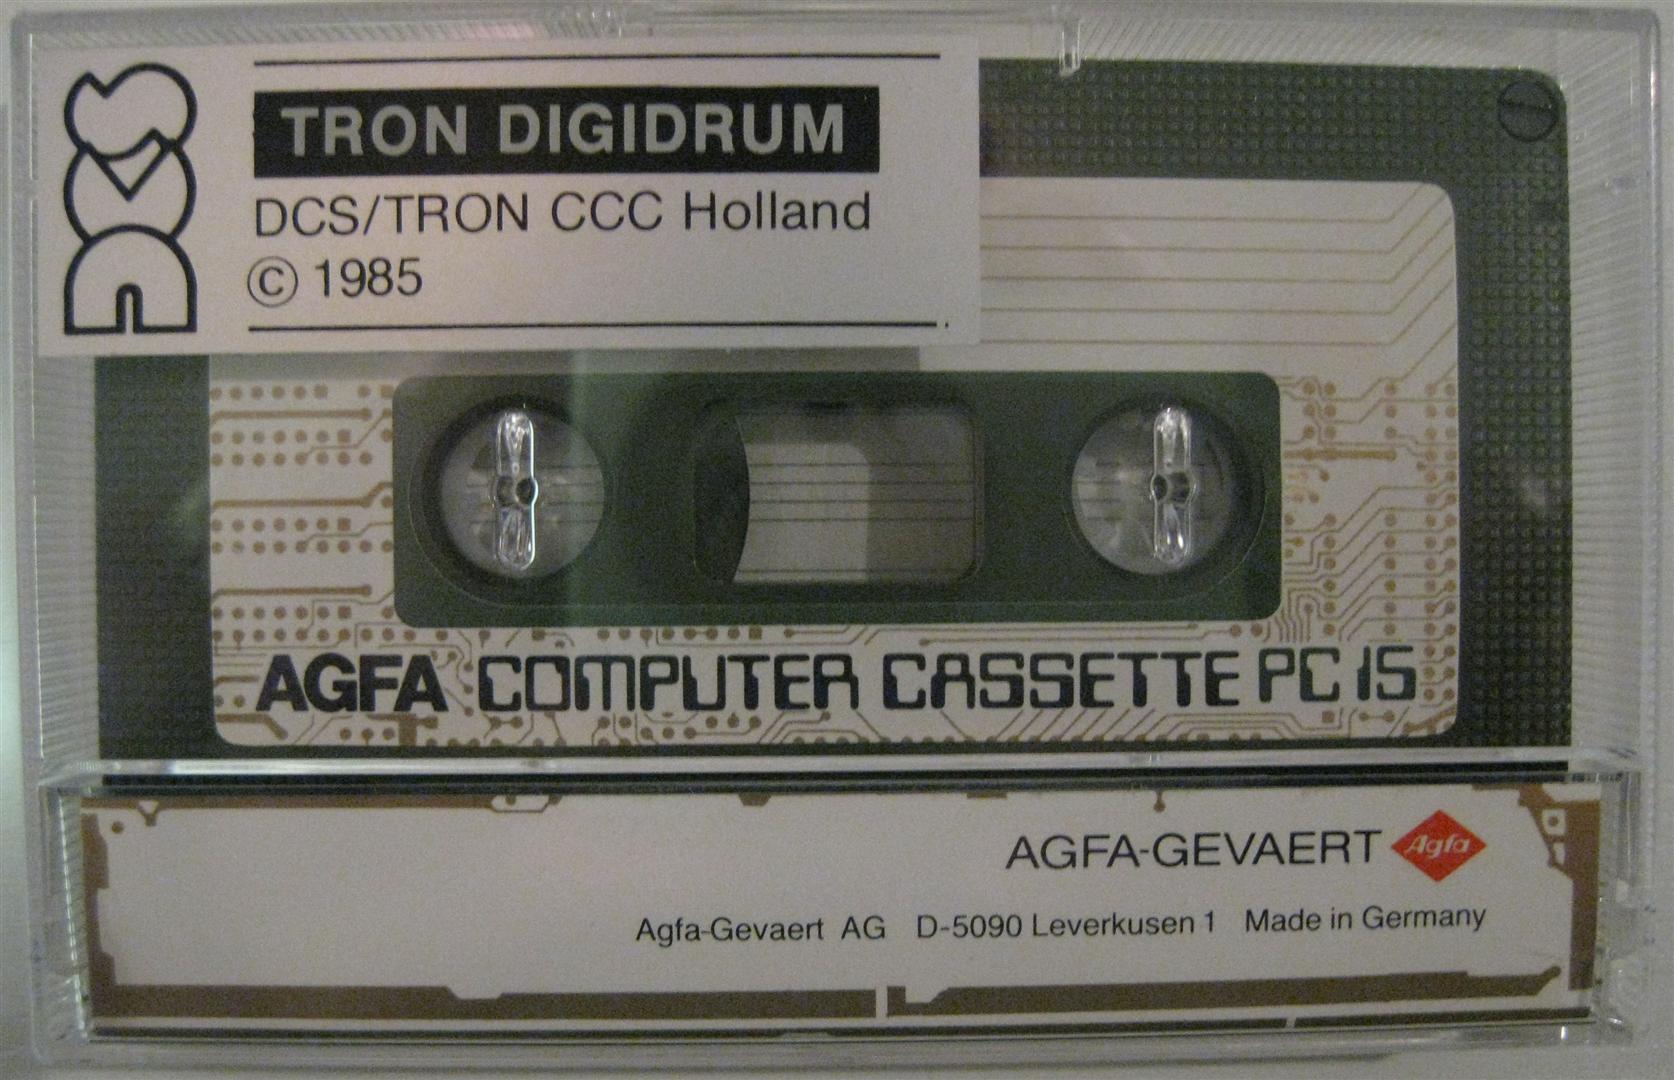 DCS
TRON DIGIDRUM
DCS/TRON CCC Holland
© 1985
AGFA COMPUTER CASSETTE PC 15
AGFA-GEVAERT Agfa
Agfa-Gevaert AG D-5090 Leverkusen 1 Made in Germany